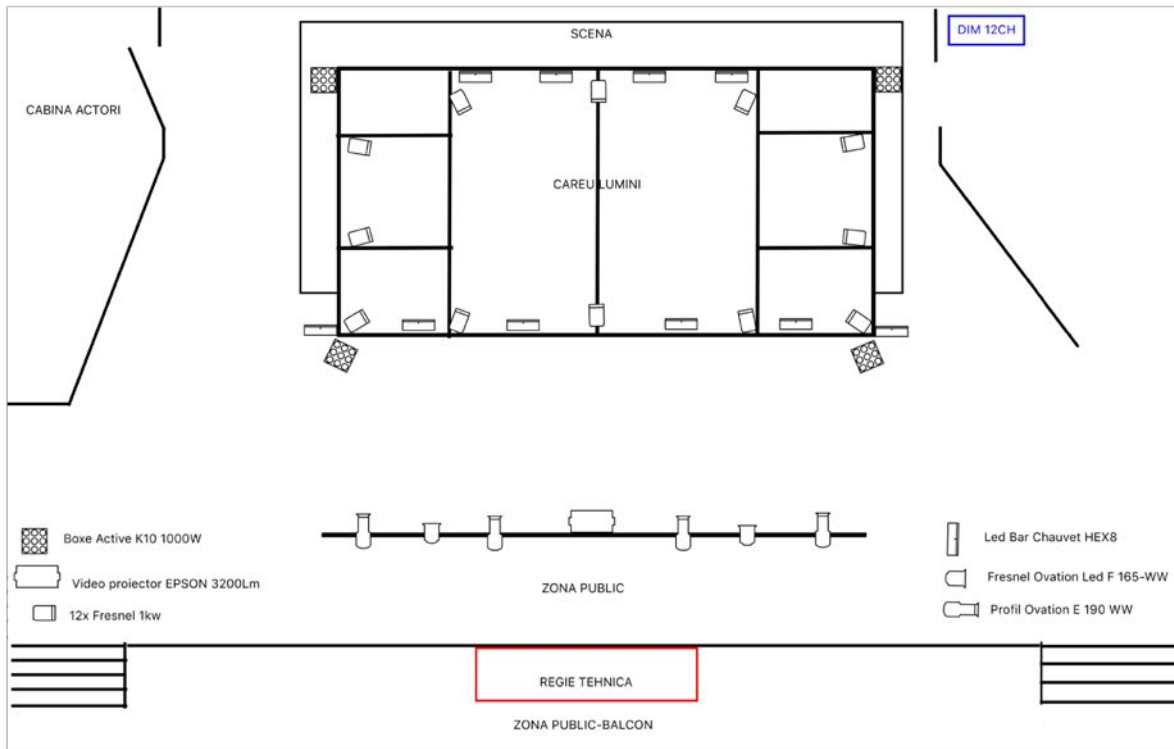 SCENA
DIM 12CH
CABINA ACTORI
CAREU LUMINI
Boxe Active K10 1000W
Video proiector EPSON 3200Lm
12x Fresnel 1kw
Led Bar Chauvet HEX8
Fresnel Ovation Led F 165-WW
Profil Ovation E 190 WW
ZONA PUBLIC
REGIE TEHNICA
ZONA PUBLIC-BALCON